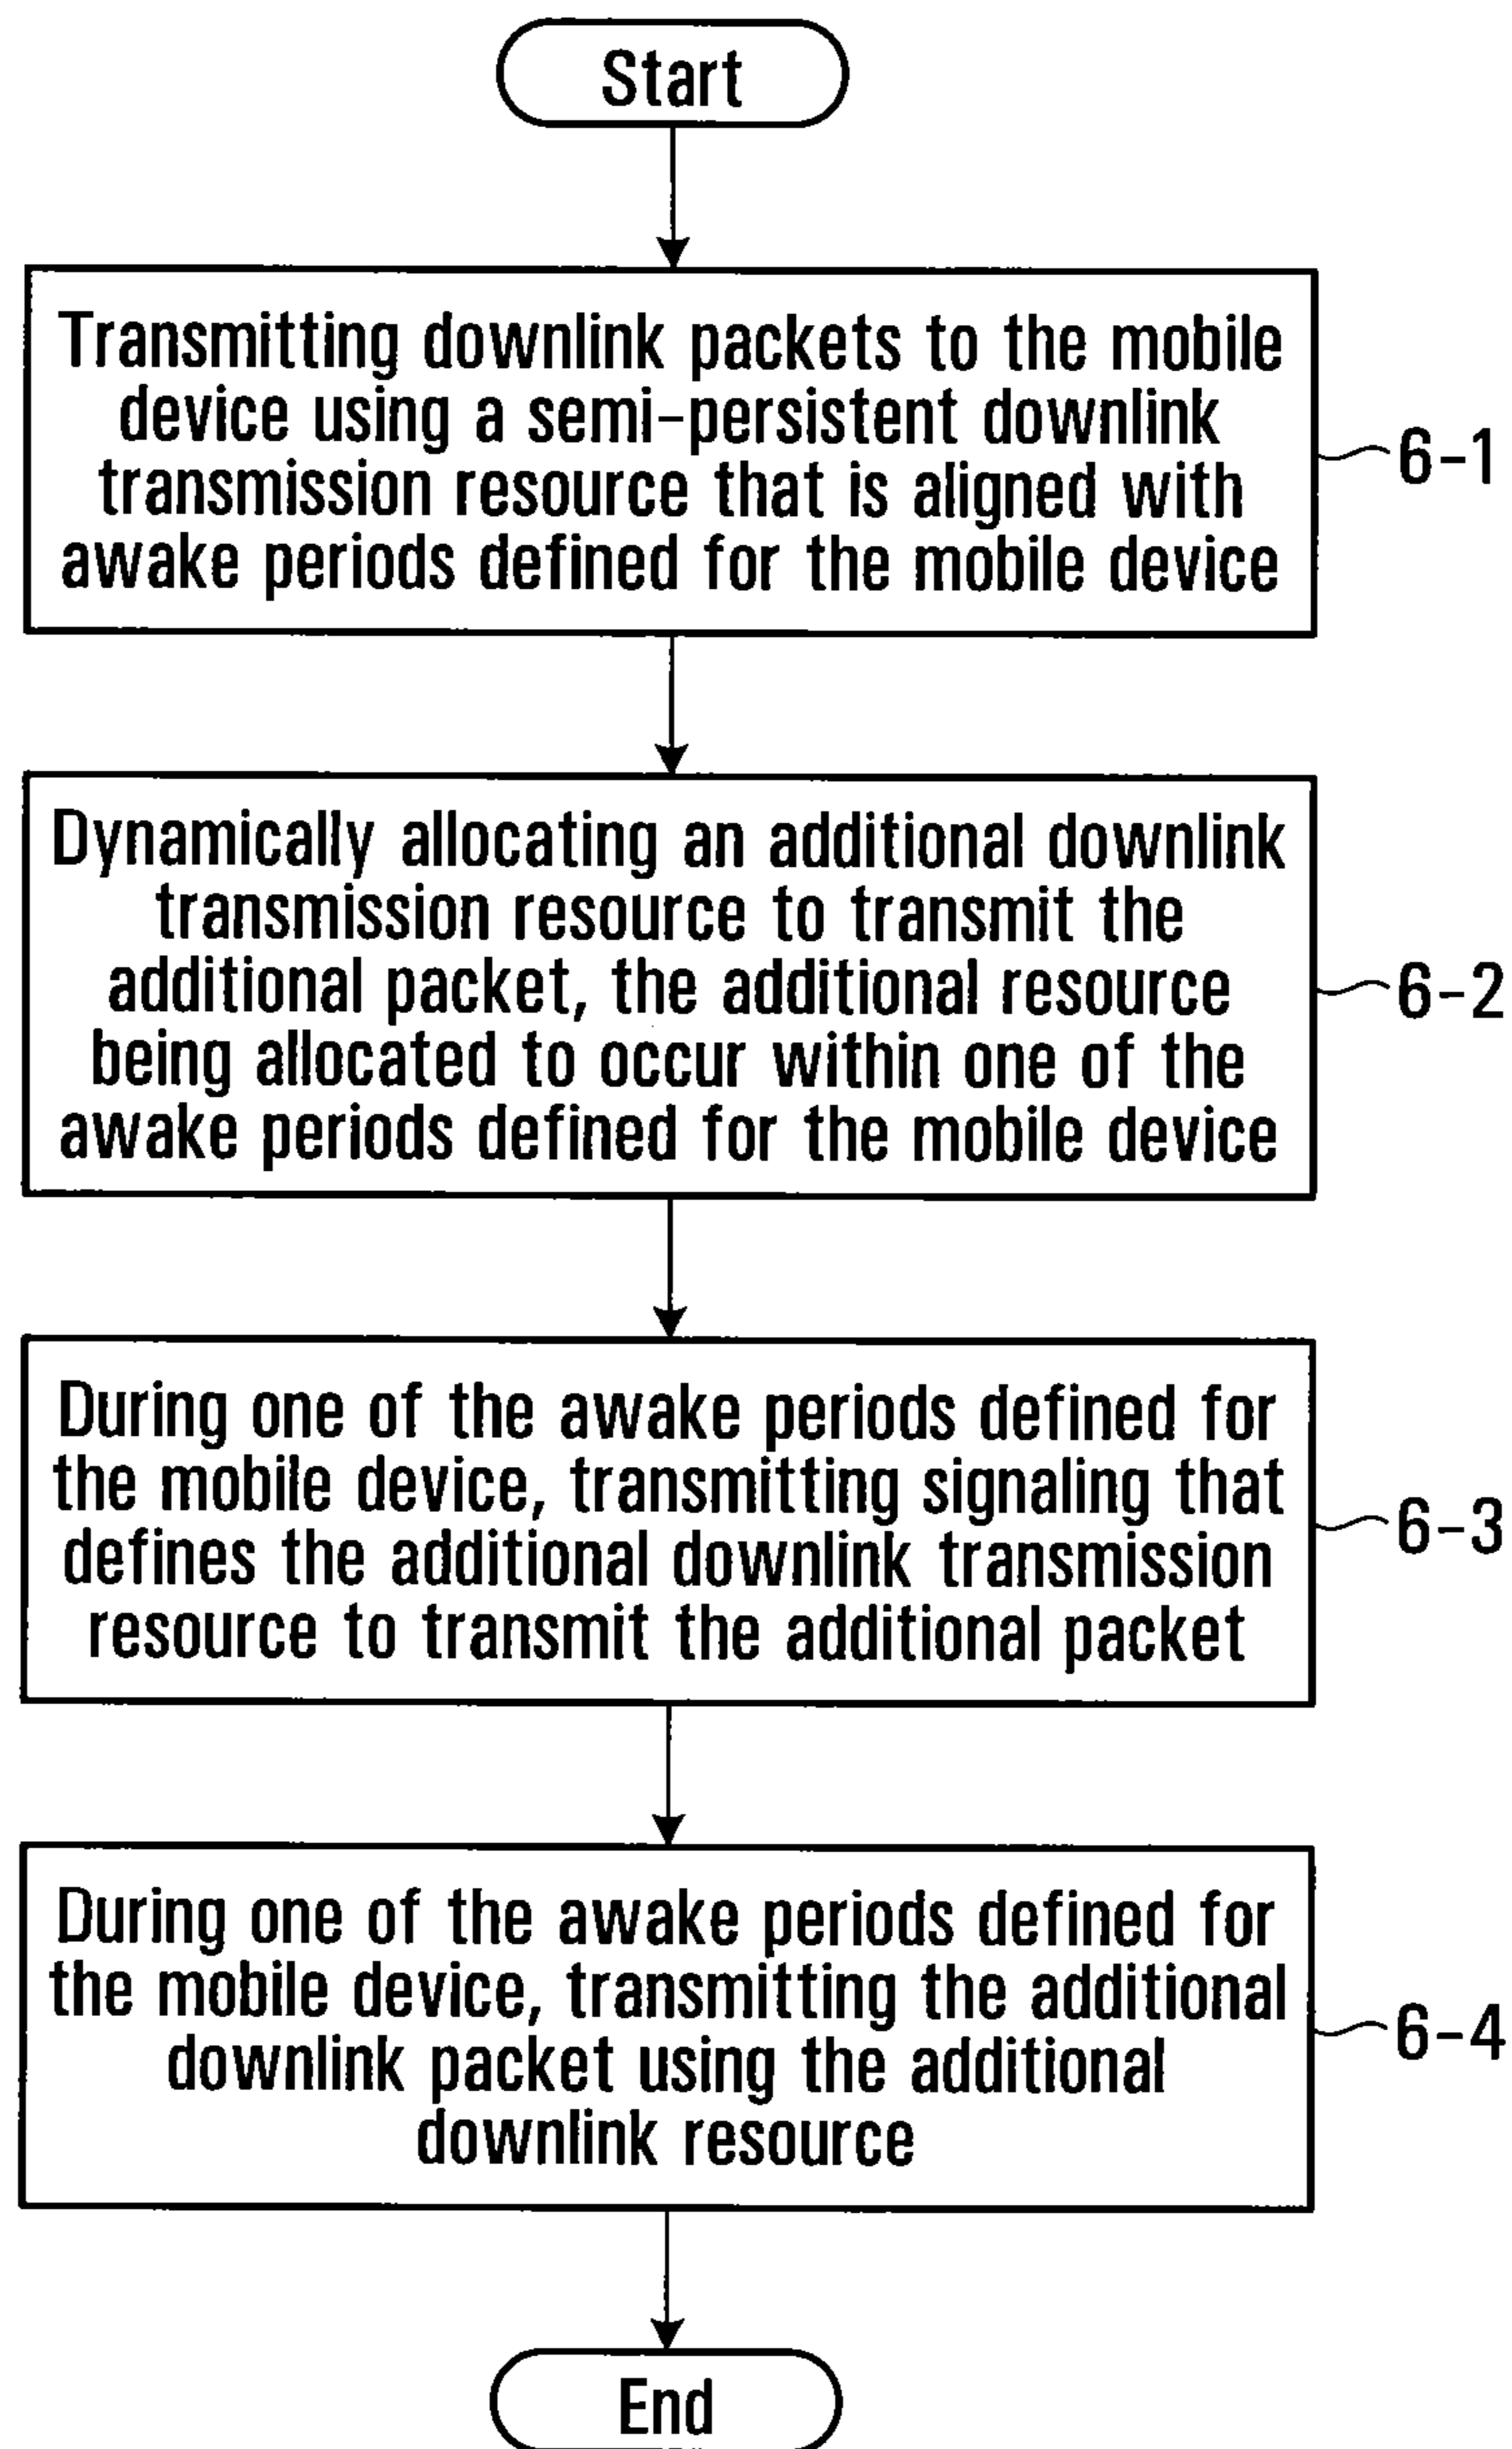 Start
Transmitting downlink packets to the mobile
device using a semi-persistent downlink
transmission resource that is aligned with
awake periods defined for the mobile device
6-1
Dynamically allocating an additional downlink
transmission resource to transmit the
additional packet, the additional resource
being allocated to occur within one of the
awake periods defined for the mobile device
6-2
During one of the awake periods defined for
the mobile device, transmitting signaling that
defines the additional downlink transmission
resource to transmit the additional packet
6-3
During one of the awake periods defined for
the mobile device, transmitting the additional
downlink packet using the additional
downlink resource
6-4
End